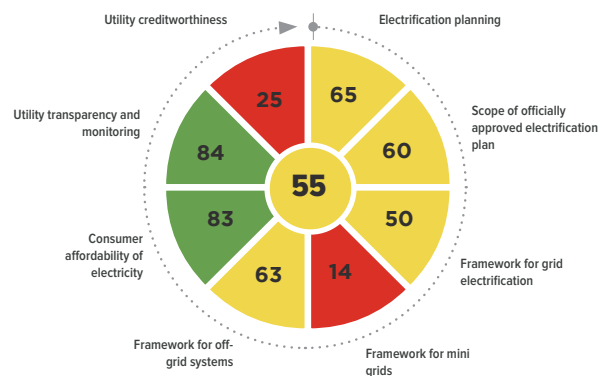 Utility creditworthiness
Electrification planning
25
65
Utility transparency and
monitoring
Scope of officially
approved electrification
plan
84
60
55
83
50
Consumer
affordability of
electricity
63
14
Framework for grid
electrification
Framework for off-
grid systems
Framework for mini
grids